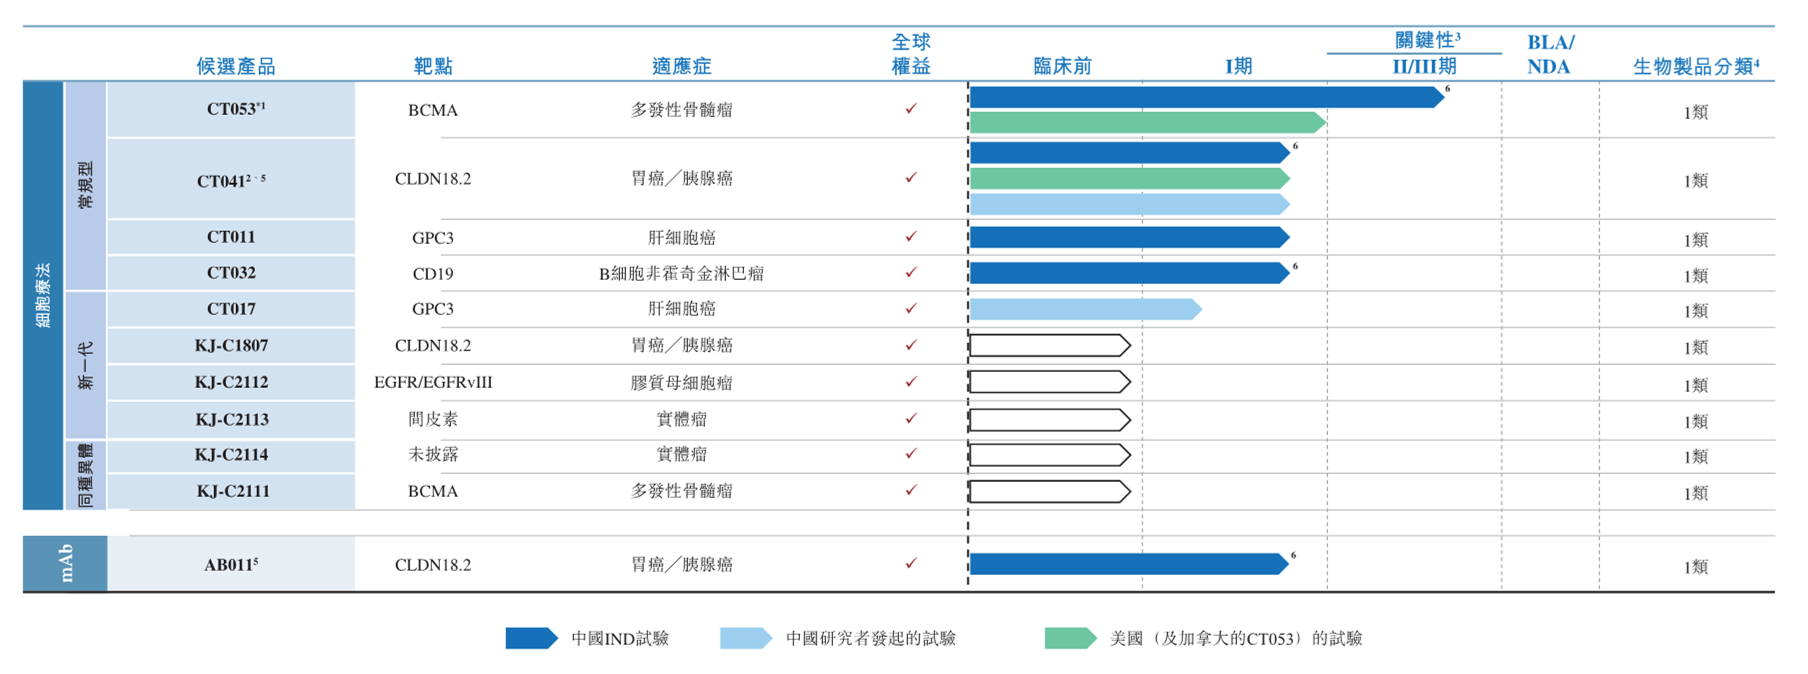 候選產品 靶點 適應症 全球權益 臨床前 I期 關鍵性3 II/III期 BLA/NDA 生物製品分類4
細胞療法
常規型
CT053*1 BCMA 多發性骨髓瘤 ✓ 6 1類
CT0412、5 CLDN18.2 胃癌／胰腺癌 ✓ 6 1類
CT011 GPC3 肝細胞癌 ✓ 1類
CT032 CD19 B細胞非霍奇金淋巴瘤 ✓ 6 1類
新一代
CT017 GPC3 肝細胞癌 ✓ 1類
KJ-C1807 CLDN18.2 胃癌／胰腺癌 ✓ 1類
KJ-C2112 EGFR/EGFRvIII 膠質母細胞瘤 ✓ 1類
KJ-C2113 間皮素 實體瘤 ✓ 1類
同種異體
KJ-C2114 未披露 實體瘤 ✓ 1類
KJ-C2111 BCMA 多發性骨髓瘤 ✓ 1類
mAb
AB0115 CLDN18.2 胃癌／胰腺癌 ✓ 6 1類
中國IND試驗 中國研究者發起的試驗 美國（及加拿大的CT053）的試驗